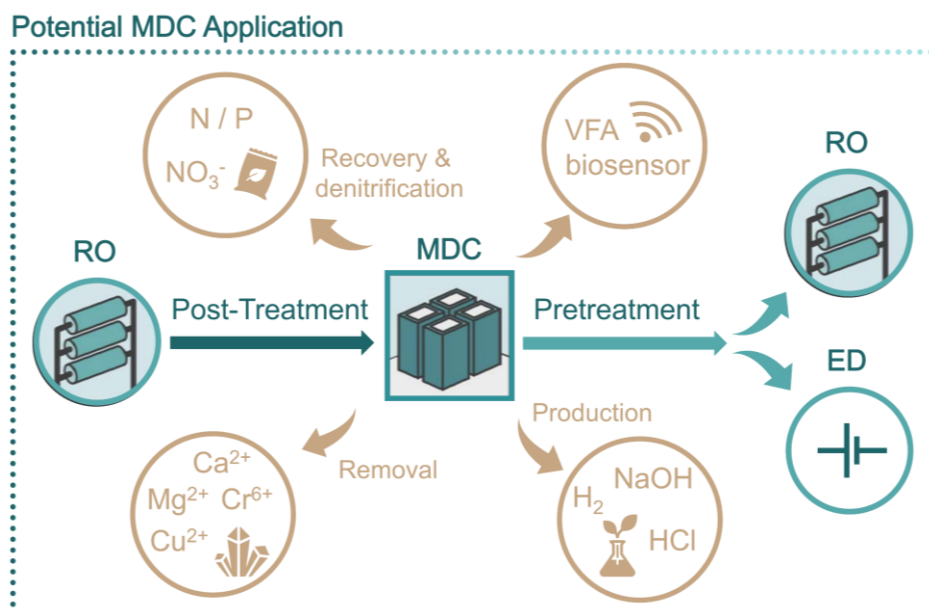 Potential MDC Application
N / P
NO₃⁻
Recovery &
denitrification
VFA
biosensor
RO
RO
MDC
Post-Treatment
Pretreatment
ED
Production
Removal
Ca²⁺
Mg²⁺ Cr⁶⁺
Cu²⁺
NaOH
H₂
HCl